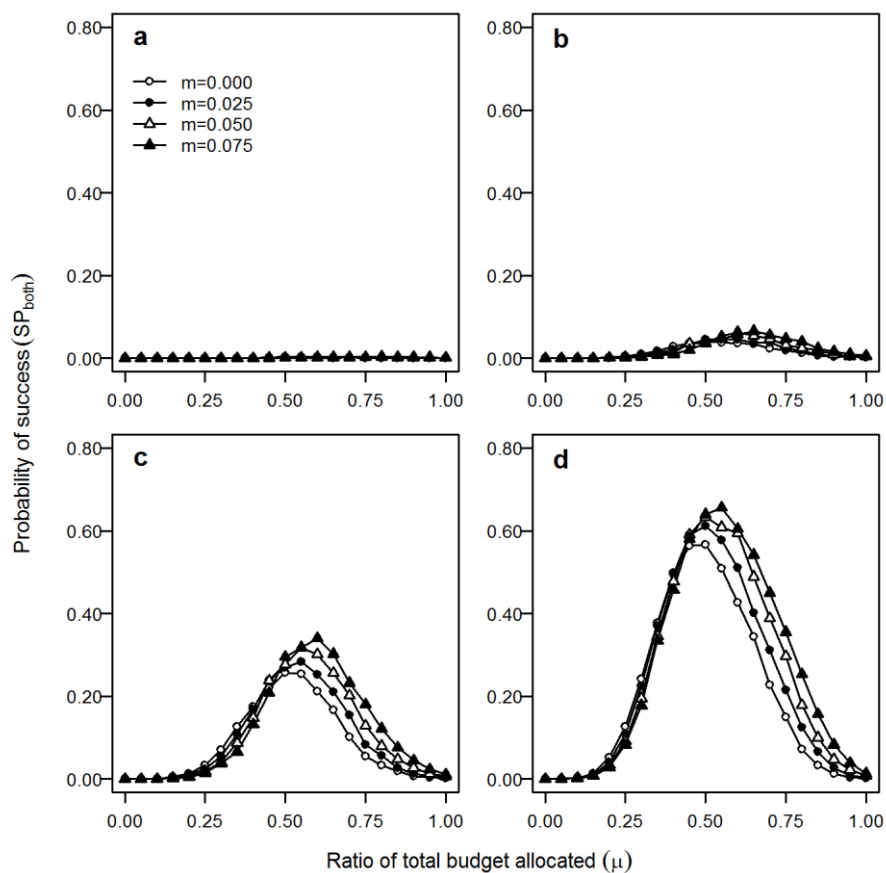 a
b
m=0.000
m=0.025
m=0.050
m=0.075
0.80
0.60
0.40
0.20
0.00
0.80
0.60
0.40
0.20
0.00
0.00 0.25 0.50 0.75 1.00
0.00 0.25 0.50 0.75 1.00
c
d
0.80
0.60
0.40
0.20
0.00
0.80
0.60
0.40
0.20
0.00
0.00 0.25 0.50 0.75 1.00
0.00 0.25 0.50 0.75 1.00
Probability of success (SPboth)
Ratio of total budget allocated (μ)